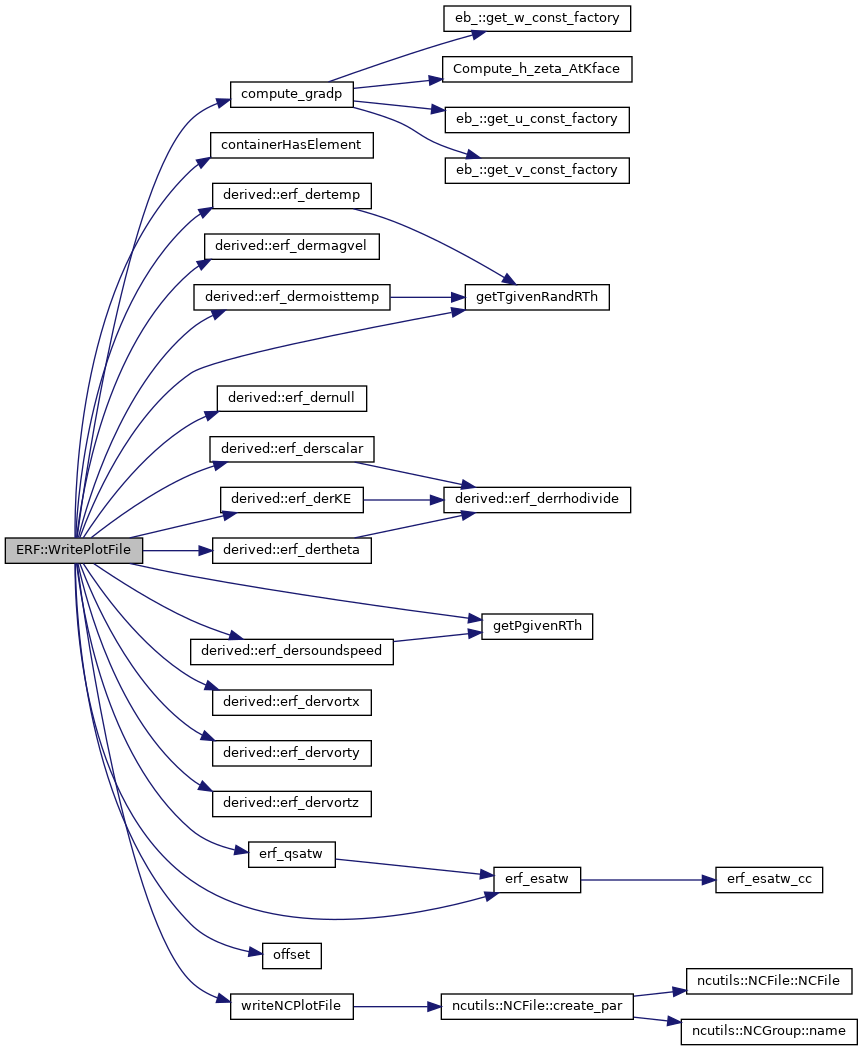 eb_::get_w_const_factory
Compute_h_zeta_AtKface
compute_gradp
eb_::get_u_const_factory
containerHasElement
eb_::get_v_const_factory
derived::erf_dertemp
derived::erf_dermagvel
derived::erf_dermoisttemp
getTgivenRandRTh
derived::erf_dernull
derived::erf_derscalar
derived::erf_derKE
derived::erf_derrhodivide
ERF::WritePlotFile
derived::erf_dertheta
getPgivenRTh
derived::erf_dersoundspeed
derived::erf_dervortx
derived::erf_dervorty
derived::erf_dervortz
erf_qsatw
erf_esatw
erf_esatw_cc
offset
ncutils::NCFile::NCFile
writeNCPlotFile
ncutils::NCFile::create_par
ncutils::NCGroup::name